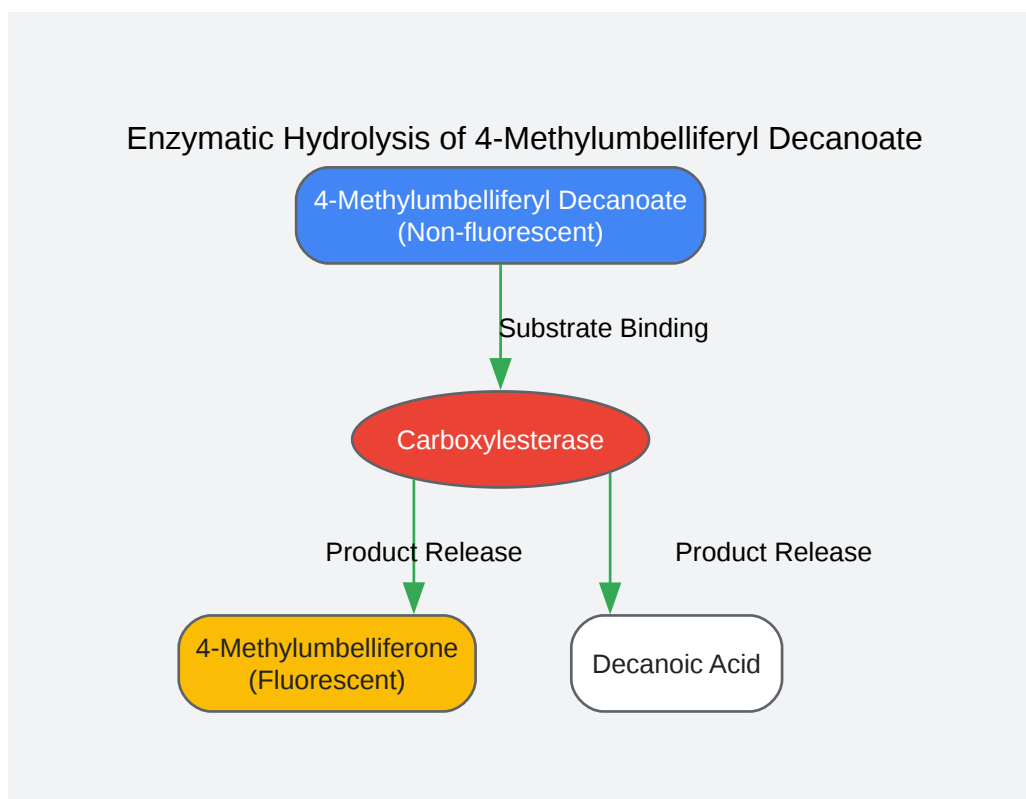 Enzymatic Hydrolysis of 4-Methylumbelliferyl Decanoate
4-Methylumbelliferyl Decanoate
(Non-fluorescent)
Substrate Binding
Carboxylesterase
Product Release
Product Release
4-Methylumbelliferone
(Fluorescent)
Decanoic Acid